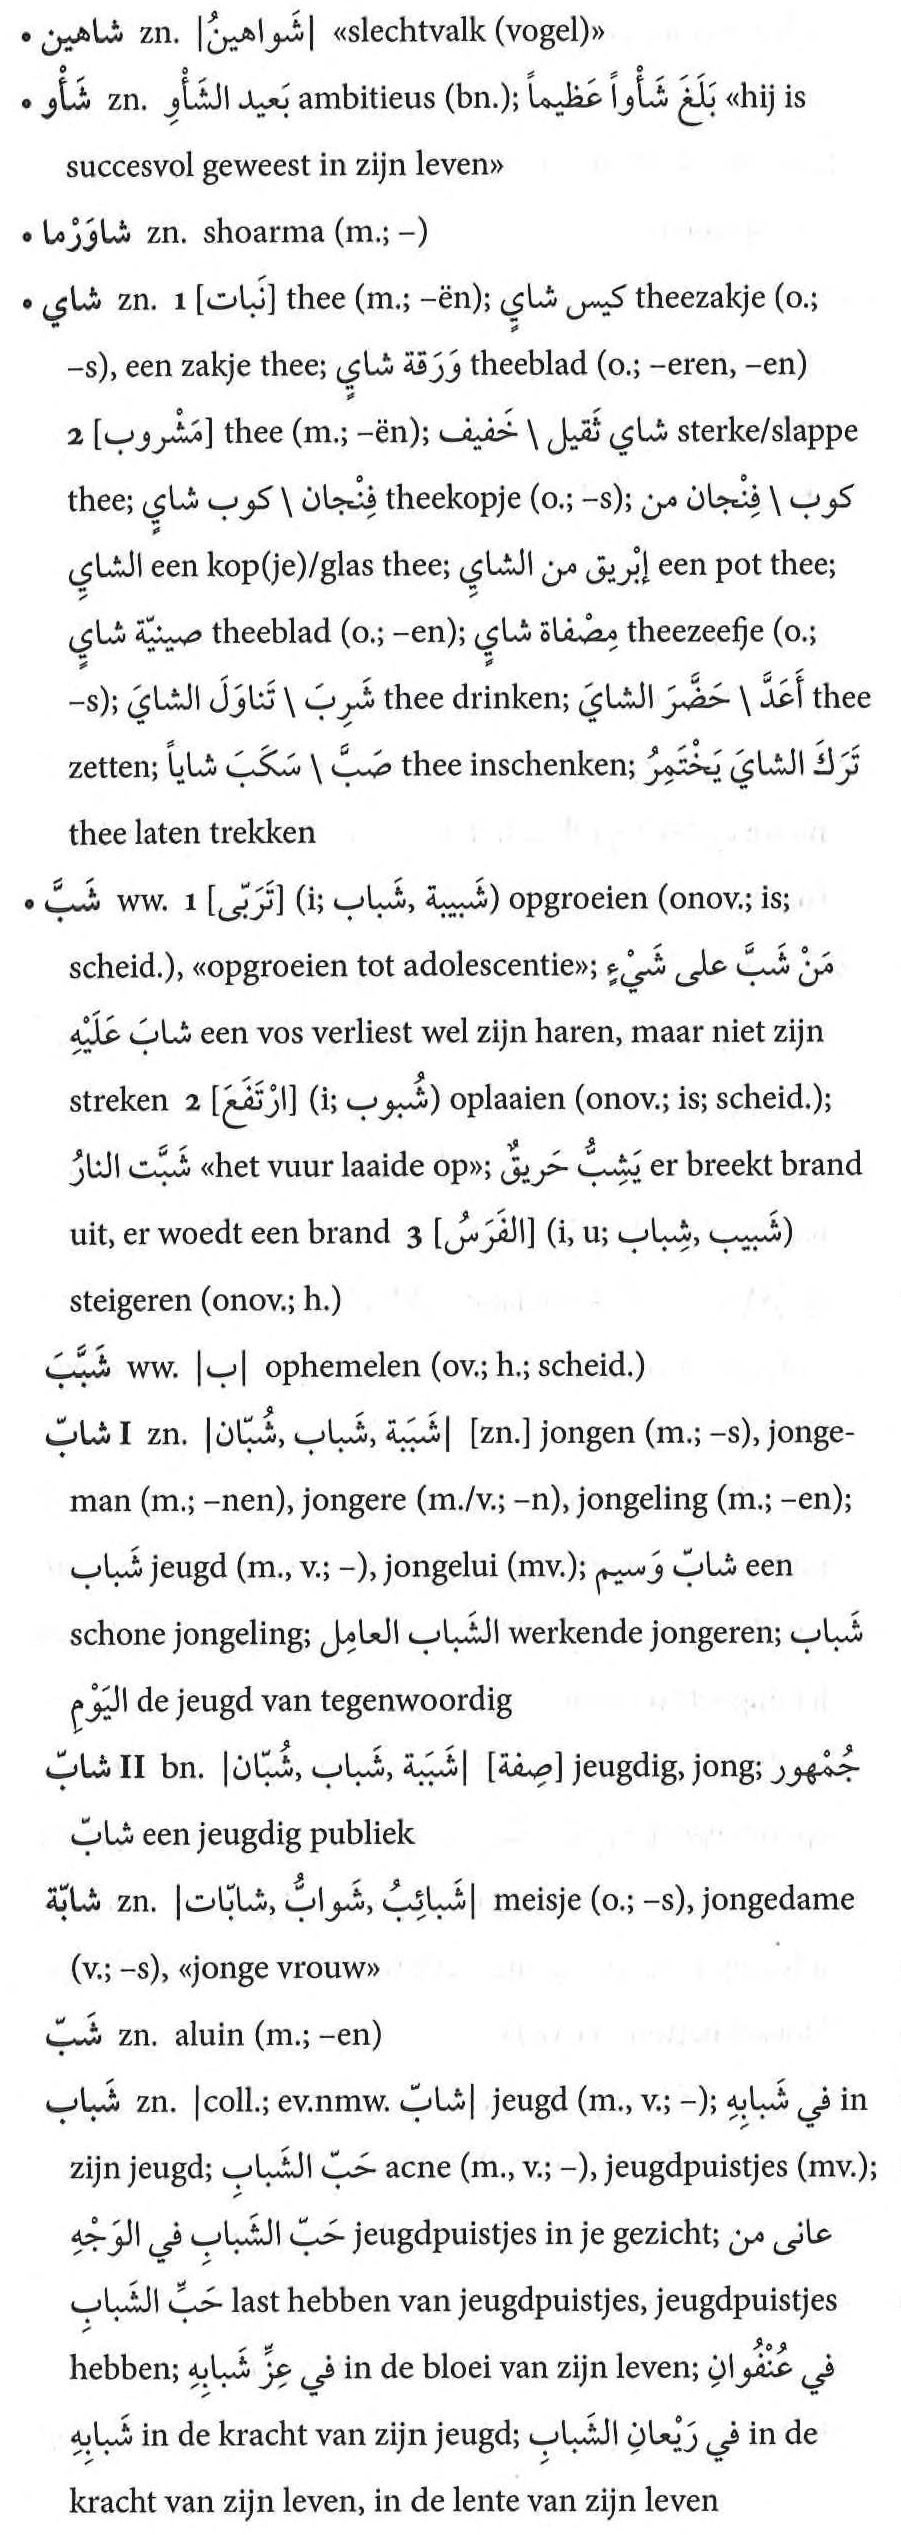 • شاهين zn. |شَواهينُ| «slechtvalk (vogel)»
• شَأْو zn. بَعيد الشَأْوِ ambitieus (bn.); بَلَغَ شَأْواً عَظيماً «hij is
succesvol geweest in zijn leven»
• شاوَرْما zn. shoarma (m.; –)
• شاي zn. 1 [نَبات] thee (m.; –ën); كيس شايٍ theezakje (o.;
–s), een zakje thee; وَرَقة شايٍ theeblad (o.; –eren, –en)
2 [مَشْروب] thee (m.; –ën); شاي ثَقيل \ خَفيف sterke/slappe
thee; فِنْجان \ كوب شايٍ theekopje (o.; –s); كوب \ فِنْجان من
الشايِ een kop(je)/glas thee; إبْريق من الشايِ een pot thee;
صينيّة شايٍ theeblad (o.; –en); مِصْفاة شايٍ theezeefje (o.;
–s); شَرِبَ \ تَناوَلَ الشايَ thee drinken; أَعَدَّ \ حَضَّرَ الشايَ thee
zetten; صَبَّ \ سَكَبَ شاياً thee inschenken; تَرَكَ الشايَ يَخْتَمِرُ
thee laten trekken
• شَبَّ ww. 1 [تَرَبّى] (i; شَباب, شَبيبة) opgroeien (onov.; is;
scheid.), «opgroeien tot adolescentie»; مَنْ شَبَّ على شَيْءٍ
شابَ عَلَيْهِ een vos verliest wel zijn haren, maar niet zijn
streken 2 [ارْتَفَعَ] (i; شُبوب) oplaaien (onov.; is; scheid.);
شَبَّت النارُ «het vuur laaide op»; يَشِبُّ حَريقٌ er breekt brand
uit, er woedt een brand 3 [الفَرَسُ] (i, u; شِباب, شَبيب)
steigeren (onov.; h.)
شَبَّبَ ww. |ب| ophemelen (ov.; h.; scheid.)
شابّ I zn. |شُبّان, شَباب, شَبَبة| [zn.] jongen (m.; –s), jonge-
man (m.; –nen), jongere (m./v.; –n), jongeling (m.; –en);
شَباب jeugd (m., v.; –), jongelui (mv.); شابّ وَسيم een
schone jongeling; الشَباب العامِل werkende jongeren; شَباب
اليَوْمِ de jeugd van tegenwoordig
شابّ II bn. |شُبّان, شَباب, شَبَبة| [صِفة] jeugdig, jong; جُمْهور
شابّ een jeugdig publiek
شابّة zn. |شابّات, شَوابُّ, شَبائِبُ| meisje (o.; –s), jongedame
(v.; –s), «jonge vrouw»
شَبّ zn. aluin (m.; –en)
شَباب zn. |coll.; ev.nmw. شابّ| jeugd (m., v.; –); في شَبابِهِ in
zijn jeugd; حَبّ الشَبابِ acne (m., v.; –), jeugdpuistjes (mv.);
حَبّ الشَبابِ في الوَجْهِ jeugdpuistjes in je gezicht; عانى من
حَبِّ الشَبابِ last hebben van jeugdpuistjes, jeugdpuistjes
hebben; في عِزِّ شَبابِهِ in de bloei van zijn leven; في عُنْفُوانِ
شَبابِهِ in de kracht van zijn jeugd; في رَيْعانِ الشَبابِ in de
kracht van zijn leven, in de lente van zijn leven